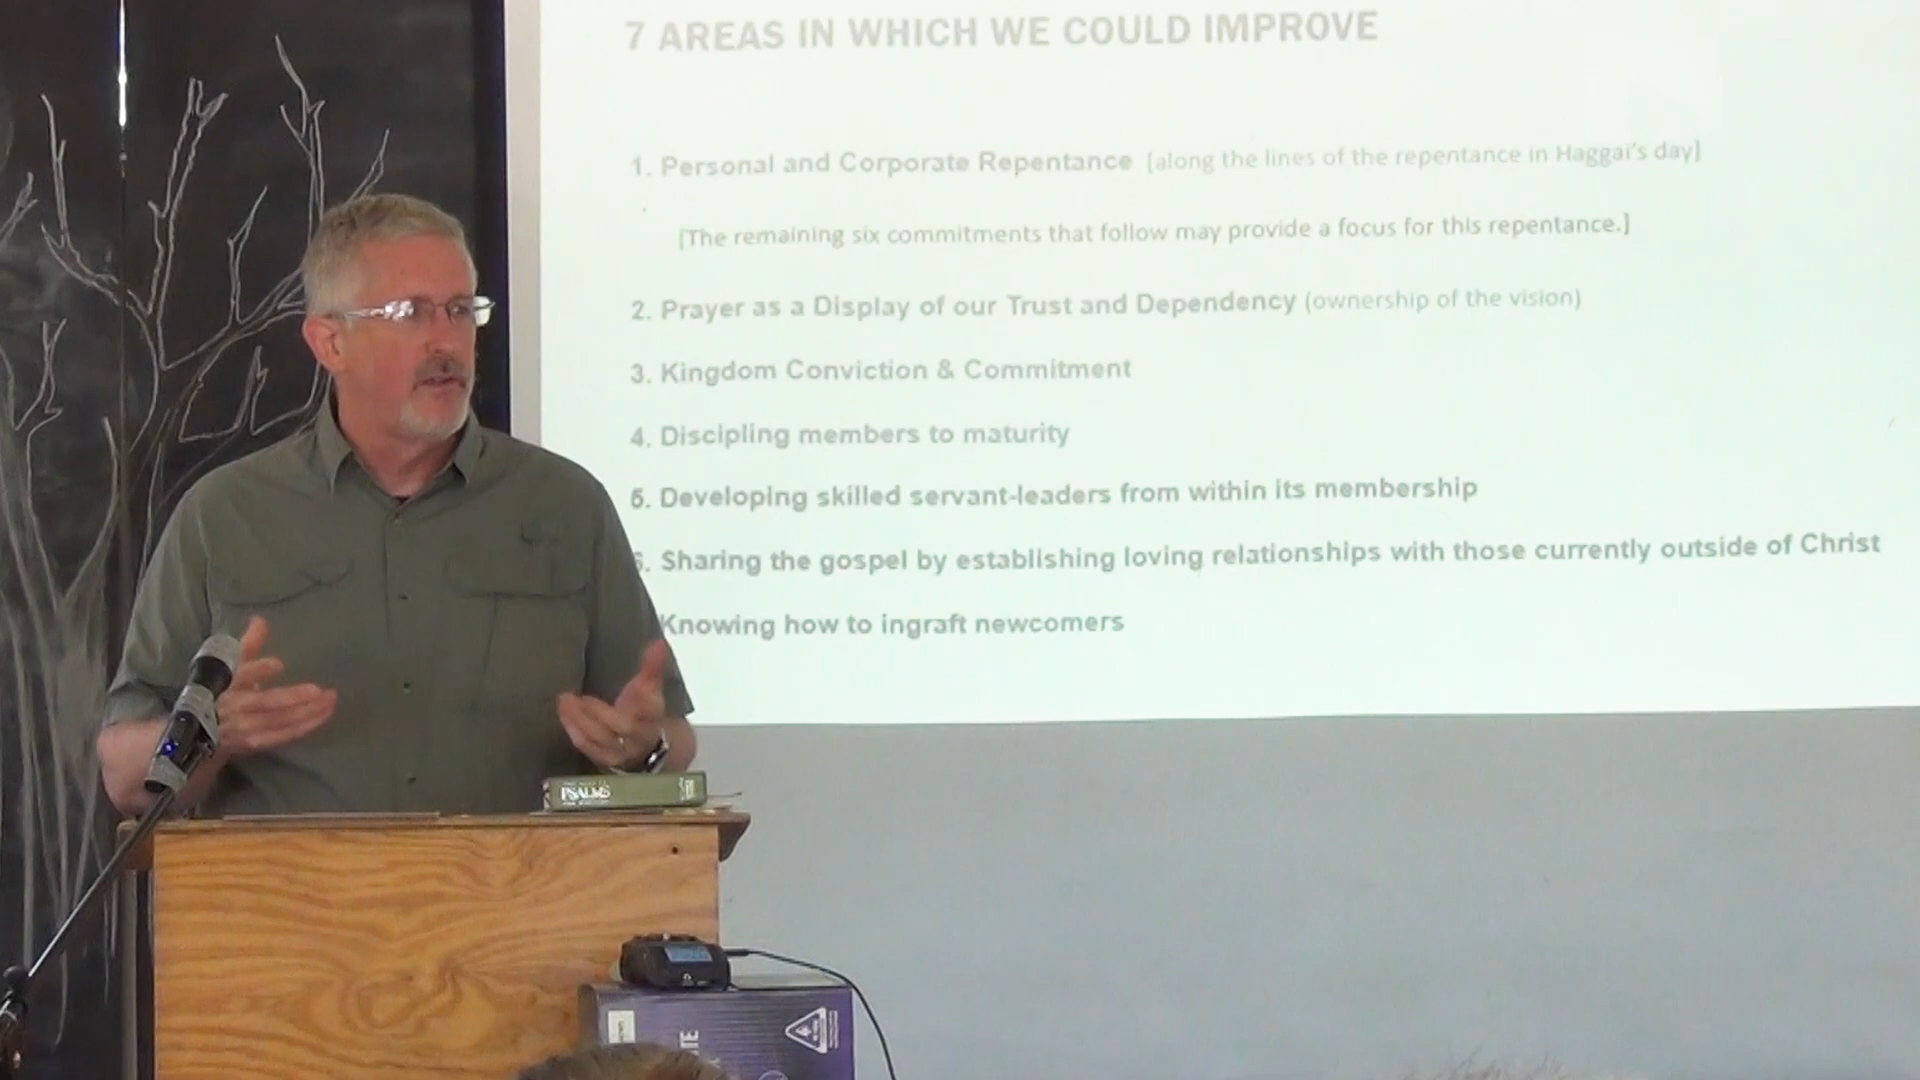 7 AREAS IN WHICH WE COULD IMPROVE
1. Personal and Corporate Repentance [along the lines of the repentance in Haggai's day]
[The remaining six commitments that follow may provide a focus for this repentance.]
2. Prayer as a Display of our Trust and Dependency (ownership of the vision)
3. Kingdom Conviction & Commitment
4. Discipling members to maturity
5. Developing skilled servant-leaders from within its membership
6. Sharing the gospel by establishing loving relationships with those currently outside of Christ
Knowing how to ingraft newcomers
PSALMS